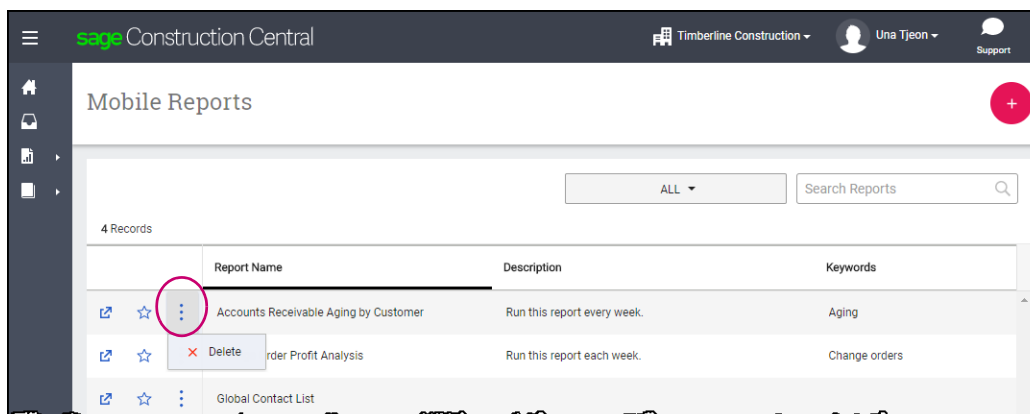 sage Construction Central
Timberline Construction
Una Tjeon
Support
Mobile Reports
ALL
Search Reports
4 Records
Report Name Description Keywords
Accounts Receivable Aging by Customer Run this report every week. Aging
Delete
rder Profit Analysis Run this report each week. Change orders
Global Contact List